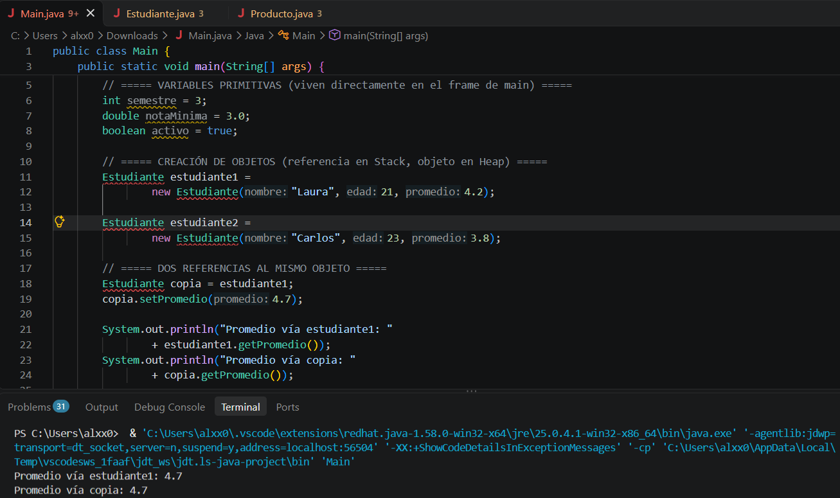 Main.java 9+ Estudiante.java 3 Producto.java 3
C: > Users > alxx0 > Downloads > Main.java > Java > Main > main(String[] args)
1 public class Main {
3 public static void main(String[] args) {
5 // ===== VARIABLES PRIMITIVAS (viven directamente en el frame de main) =====
6 int semestre = 3;
7 double notaMinima = 3.0;
8 boolean activo = true;
9
10 // ===== CREACIÓN DE OBJETOS (referencia en Stack, objeto en Heap) =====
11 Estudiante estudiante1 =
12 new Estudiante(nombre: "Laura", edad: 21, promedio: 4.2);
13
14 Estudiante estudiante2 =
15 new Estudiante(nombre: "Carlos", edad: 23, promedio: 3.8);
16
17 // ===== DOS REFERENCIAS AL MISMO OBJETO =====
18 Estudiante copia = estudiante1;
19 copia.setPromedio(promedio: 4.7);
20
21 System.out.println("Promedio vía estudiante1: "
22 + estudiante1.getPromedio());
23 System.out.println("Promedio vía copia: "
24 + copia.getPromedio());
Problems 31 Output Debug Console Terminal Ports
PS C:\Users\alxx0> & 'C:\Users\alxx0\.vscode\extensions\redhat.java-1.58.0-win32-x64\jre\25.0.4.1-win32-x86_64\bin\java.exe' '-agentlib:jdwp=
transport=dt_socket,server=n,suspend=y,address=localhost:56504' '-XX:+ShowCodeDetailsInExceptionMessages' '-cp' 'C:\Users\alxx0\AppData\Local\
Temp\vscodesws_1faaf\jdt_ws\jdt.ls-java-project\bin' 'Main'
Promedio vía estudiante1: 4.7
Promedio vía copia: 4.7